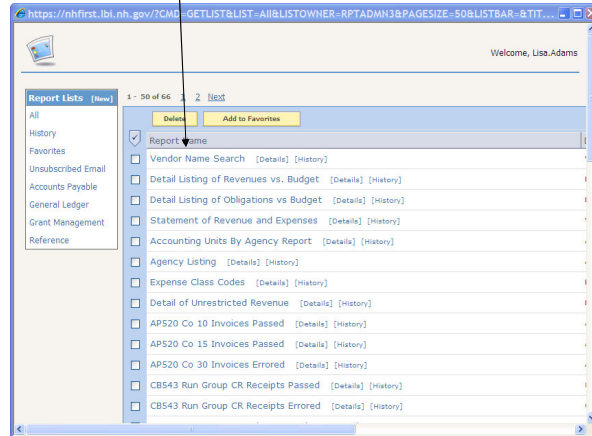 https://nhfirst.lbi.nh.gov/?CMD=GETLIST&LIST=All&LISTOWNER=RPTADMN3&PAGESIZE=50&LISTBAR=&TIT...
Welcome, Lisa.Adams
Report Lists [New]
All
History
Favorites
Unsubscribed Email
Accounts Payable
General Ledger
Grant Management
Reference
1 - 50 of 66 1 2 Next
Delete Add to Favorites
Report Name
Vendor Name Search [Details] [History]
Detail Listing of Revenues vs. Budget [Details] [History]
Detail Listing of Obligations vs Budget [Details] [History]
Statement of Revenue and Expenses [Details] [History]
Accounting Units By Agency Report [Details] [History]
Agency Listing [Details] [History]
Expense Class Codes [Details] [History]
Detail of Unrestricted Revenue [Details] [History]
AP520 Co 10 Invoices Passed [Details] [History]
AP520 Co 15 Invoices Passed [Details] [History]
AP520 Co 30 Invoices Errored [Details] [History]
CB543 Run Group CR Receipts Passed [Details] [History]
CB543 Run Group CR Receipts Errored [Details] [History]